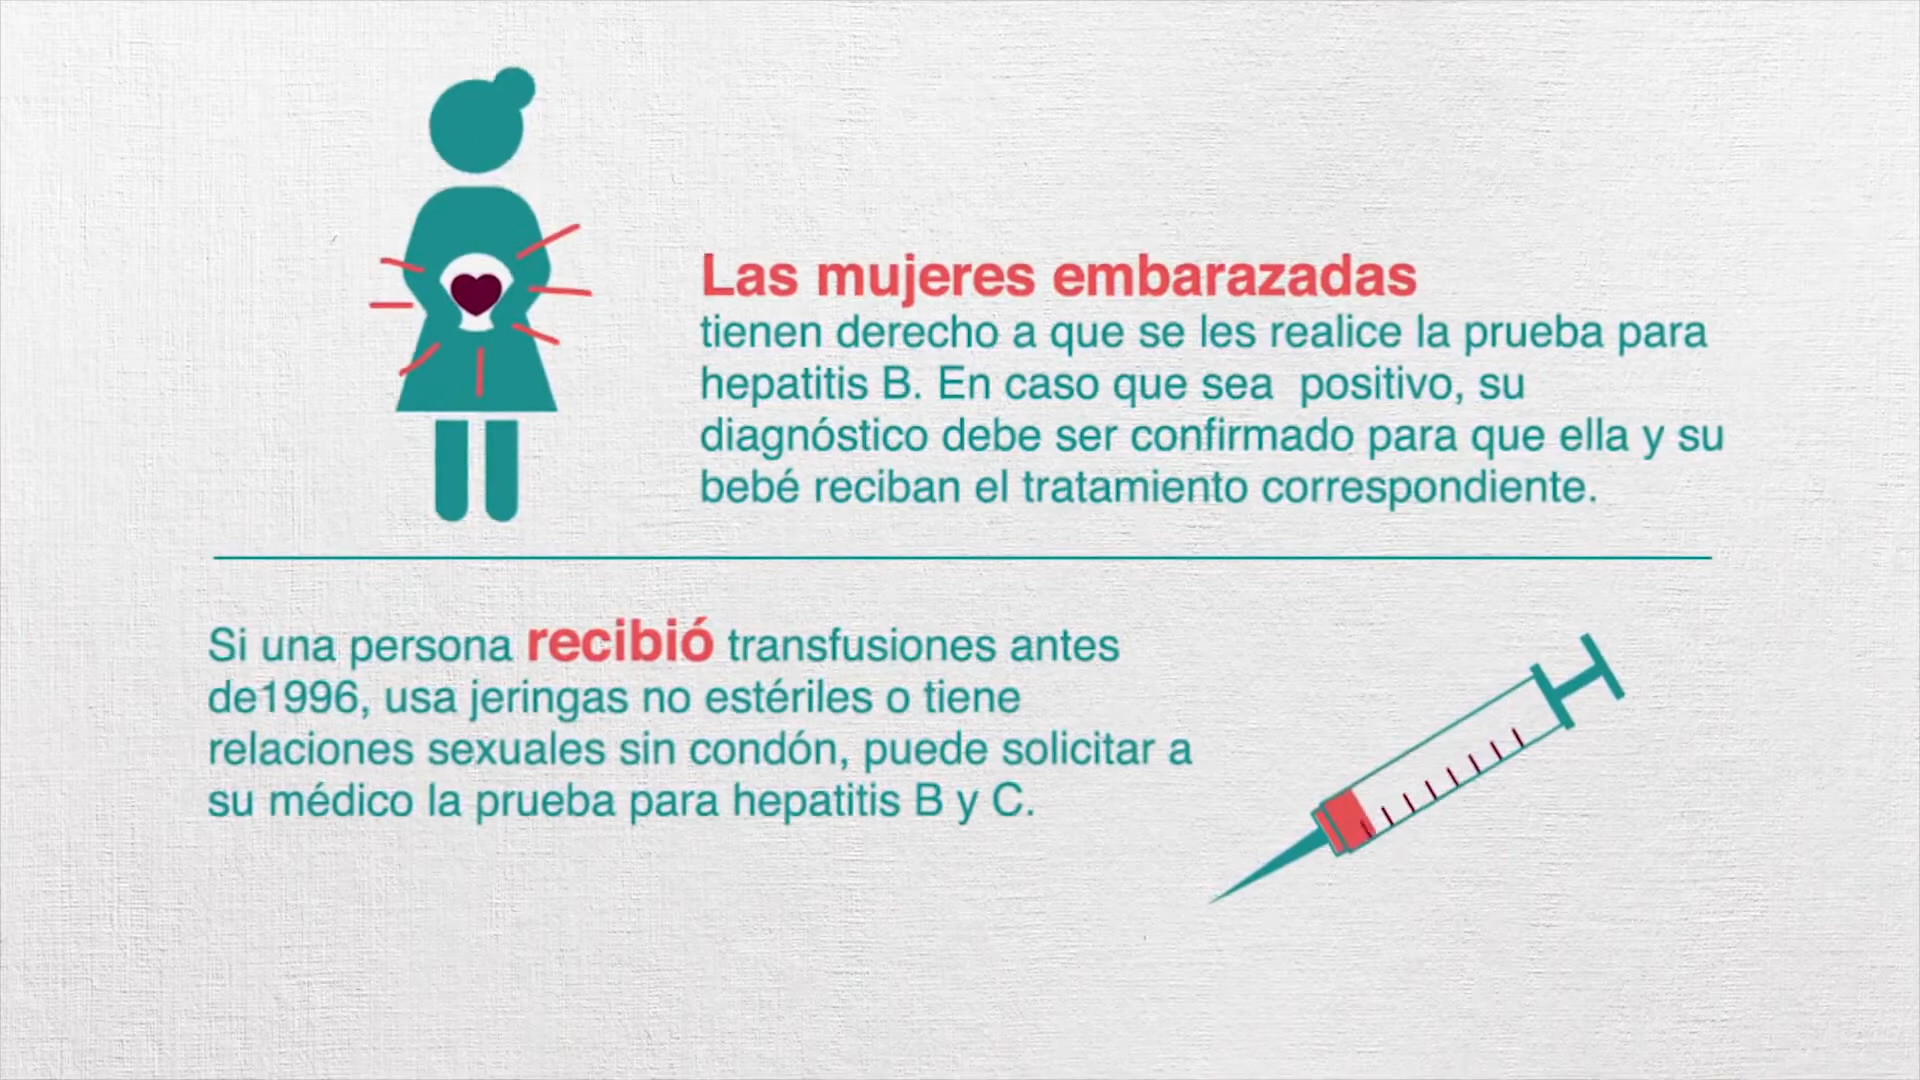 Las mujeres embarazadas
tienen derecho a que se les realice la prueba para
hepatitis B. En caso que sea  positivo, su
diagnóstico debe ser confirmado para que ella y su
bebé reciban el tratamiento correspondiente.
Si una persona recibió transfusiones antes
de1996, usa jeringas no estériles o tiene
relaciones sexuales sin condón, puede solicitar a
su médico la prueba para hepatitis B y C.